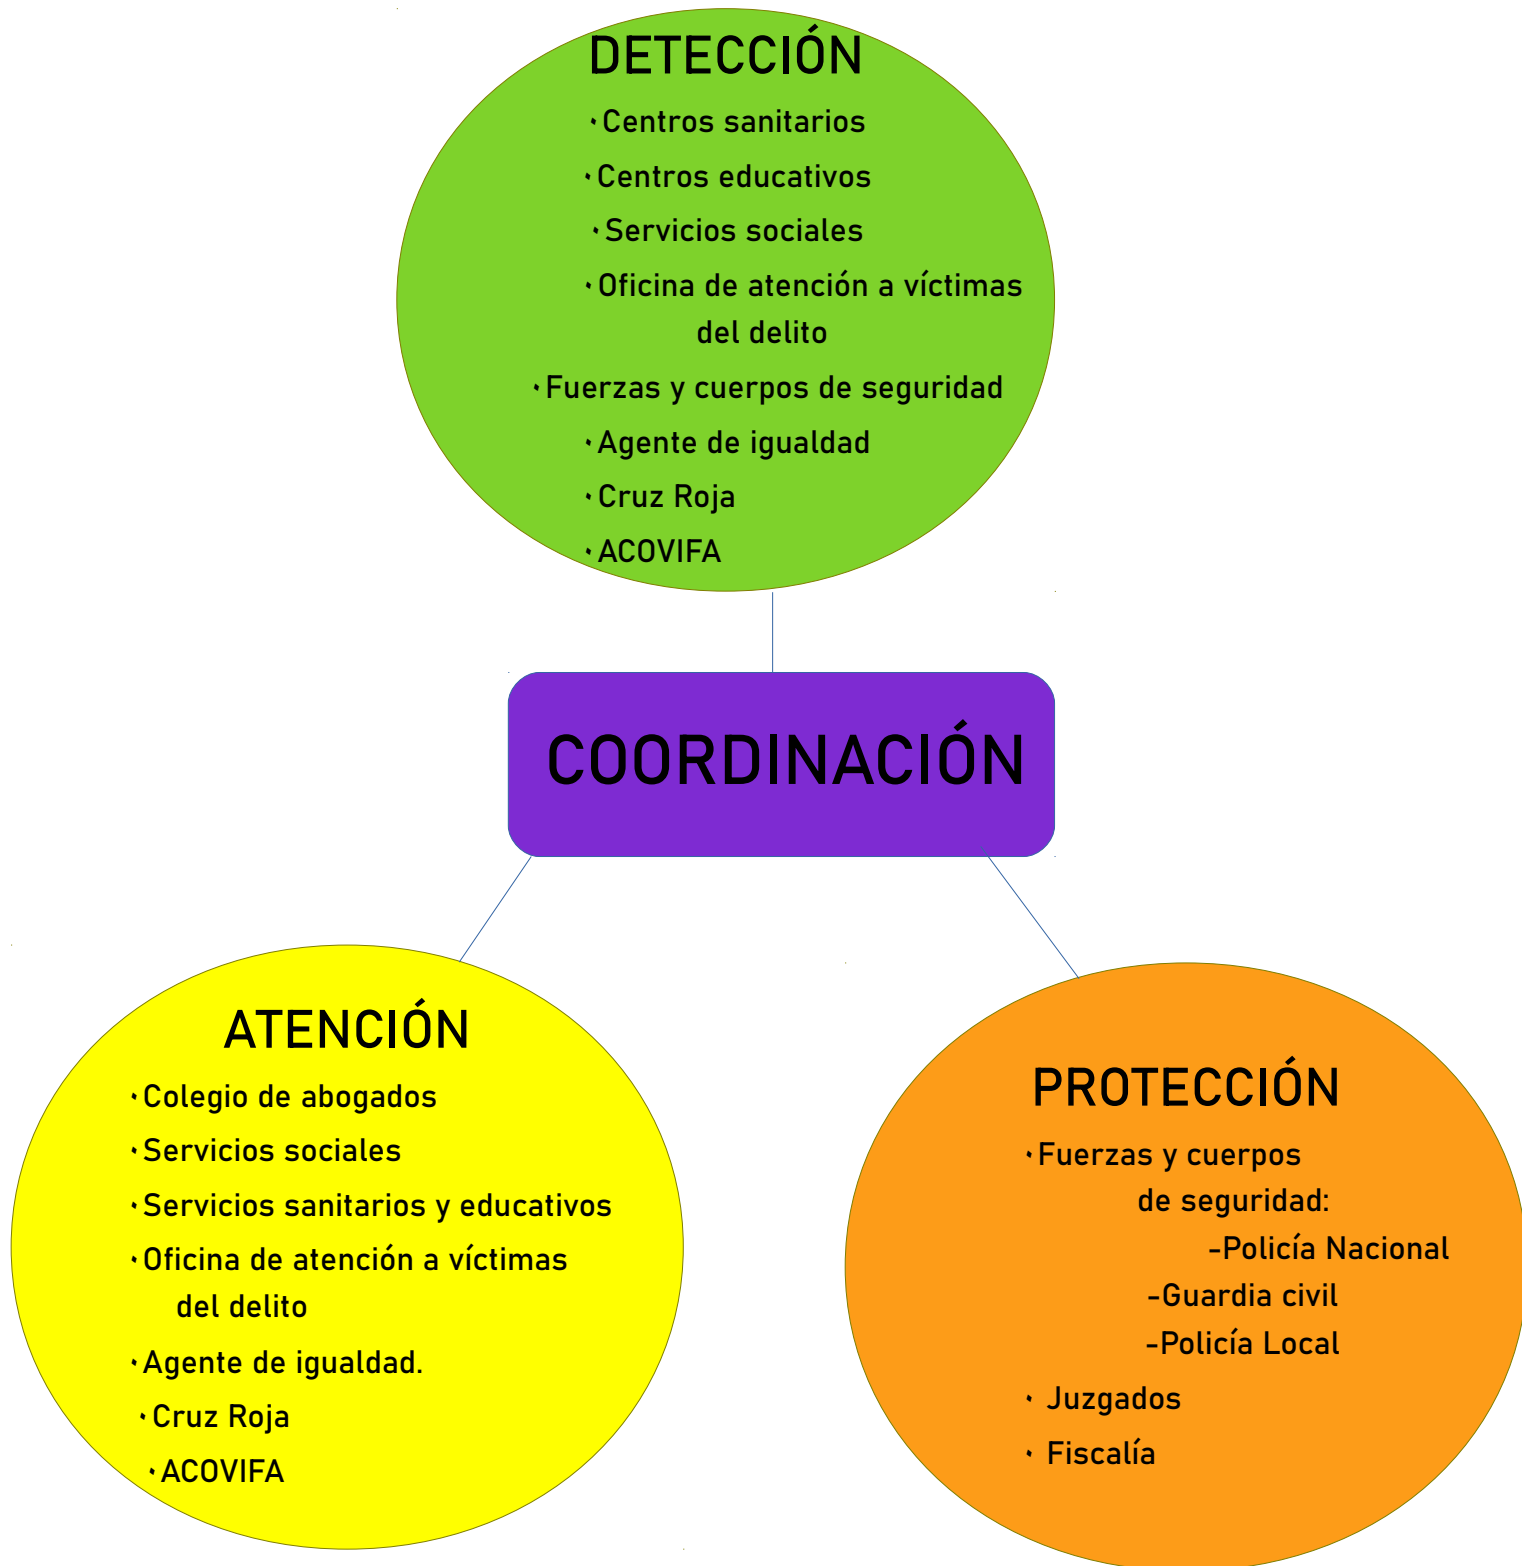 DETECCIÓN
·Centros sanitarios
·Centros educativos
·Servicios sociales
·Oficina de atención a víctimas
del delito
·Fuerzas y cuerpos de seguridad
·Agente de igualdad
·Cruz Roja
·ACOVIFA
COORDINACIÓN
ATENCIÓN
·Colegio de abogados
·Servicios sociales
·Servicios sanitarios y educativos
·Oficina de atención a víctimas
del delito
·Agente de igualdad.
·Cruz Roja
·ACOVIFA
PROTECCIÓN
·Fuerzas y cuerpos
de seguridad:
-Policía Nacional
-Guardia civil
-Policía Local
· Juzgados
· Fiscalía